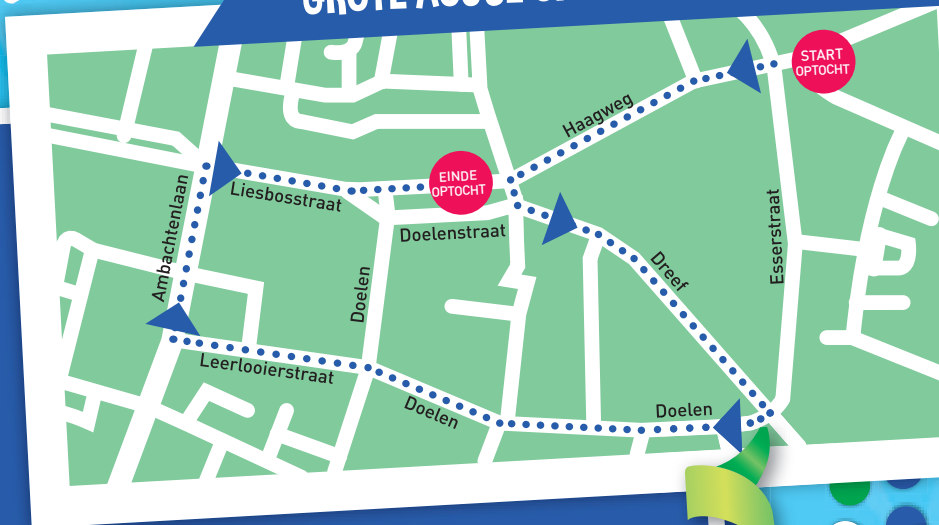 START
OPTOCHT
Haagweg
EINDE
OPTOCHT
Liesbosstraat
Ambachtenlaan
Doelenstraat
Esserstraat
Dreef
Doelen
Leerlooierstraat
Doelen
Doelen